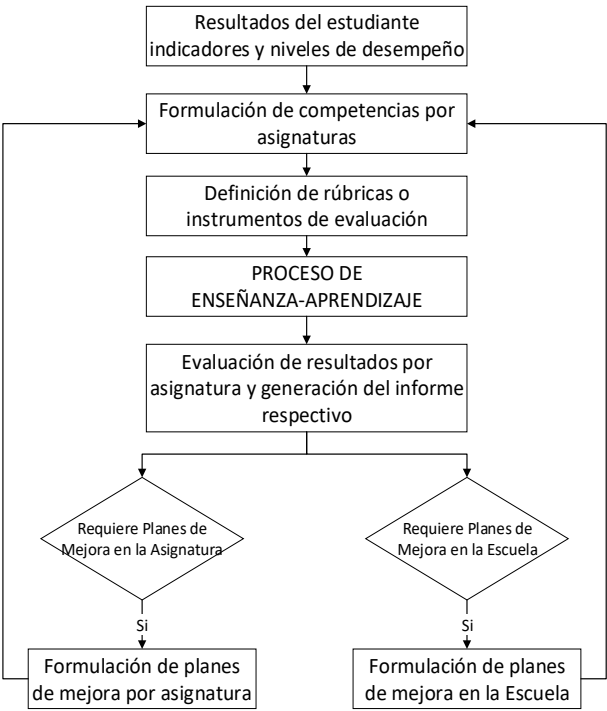 Resultados del estudiante
indicadores y niveles de desempeño
Formulación de competencias por
asignaturas
Definición de rúbricas o
instrumentos de evaluación
PROCESO DE
ENSEÑANZA-APRENDIZAJE
Evaluación de resultados por
asignatura y generación del informe
respectivo
Requiere Planes de
Mejora en la Asignatura
Requiere Planes de
Mejora en la Escuela
Si
Si
Formulación de planes
de mejora por asignatura
Formulación de planes
de mejora en la Escuela